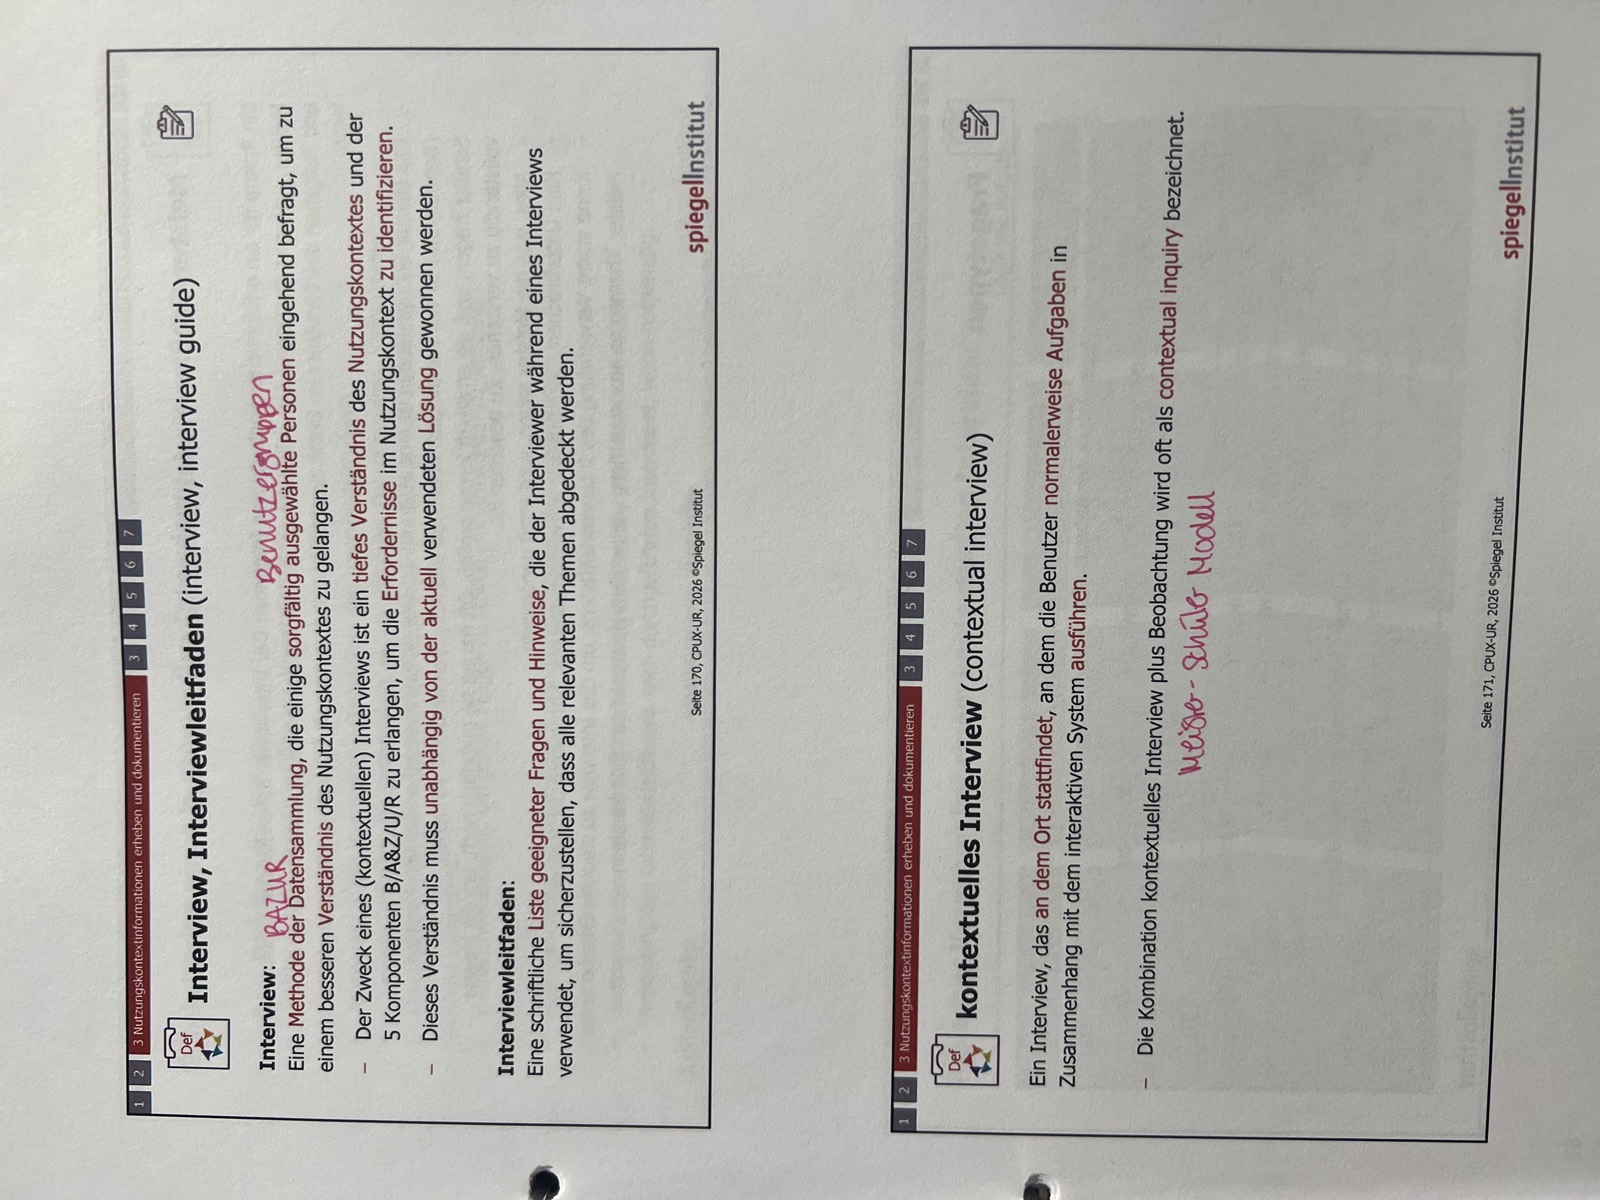 1 2 3 Nutzungskontextinformationen erheben und dokumentieren 3 4 5 6 7
Def
Interview, Interviewleitfaden (interview, interview guide)
Interview:
BAZUR
Benutzergruppen
Eine Methode der Datensammlung, die einige sorgfältig ausgewählte Personen eingehend befragt, um zu
einem besseren Verständnis des Nutzungskontextes zu gelangen.
– Der Zweck eines (kontextuellen) Interviews ist ein tiefes Verständnis des Nutzungskontextes und der
5 Komponenten B/A&Z/U/R zu erlangen, um die Erfordernisse im Nutzungskontext zu identifizieren.
– Dieses Verständnis muss unabhängig von der aktuell verwendeten Lösung gewonnen werden.
Interviewleitfaden:
Eine schriftliche Liste geeigneter Fragen und Hinweise, die der Interviewer während eines Interviews
verwendet, um sicherzustellen, dass alle relevanten Themen abgedeckt werden.
Seite 170, CPUX-UR, 2026 ©Spiegel Institut
spiegelInstitut
1 2 3 Nutzungskontextinformationen erheben und dokumentieren 3 4 5 6 7
Def
kontextuelles Interview (contextual interview)
Ein Interview, das an dem Ort stattfindet, an dem die Benutzer normalerweise Aufgaben in
Zusammenhang mit dem interaktiven System ausführen.
– Die Kombination kontextuelles Interview plus Beobachtung wird oft als contextual inquiry bezeichnet.
Meister-Schüler Modell
Seite 171, CPUX-UR, 2026 ©Spiegel Institut
spiegelInstitut